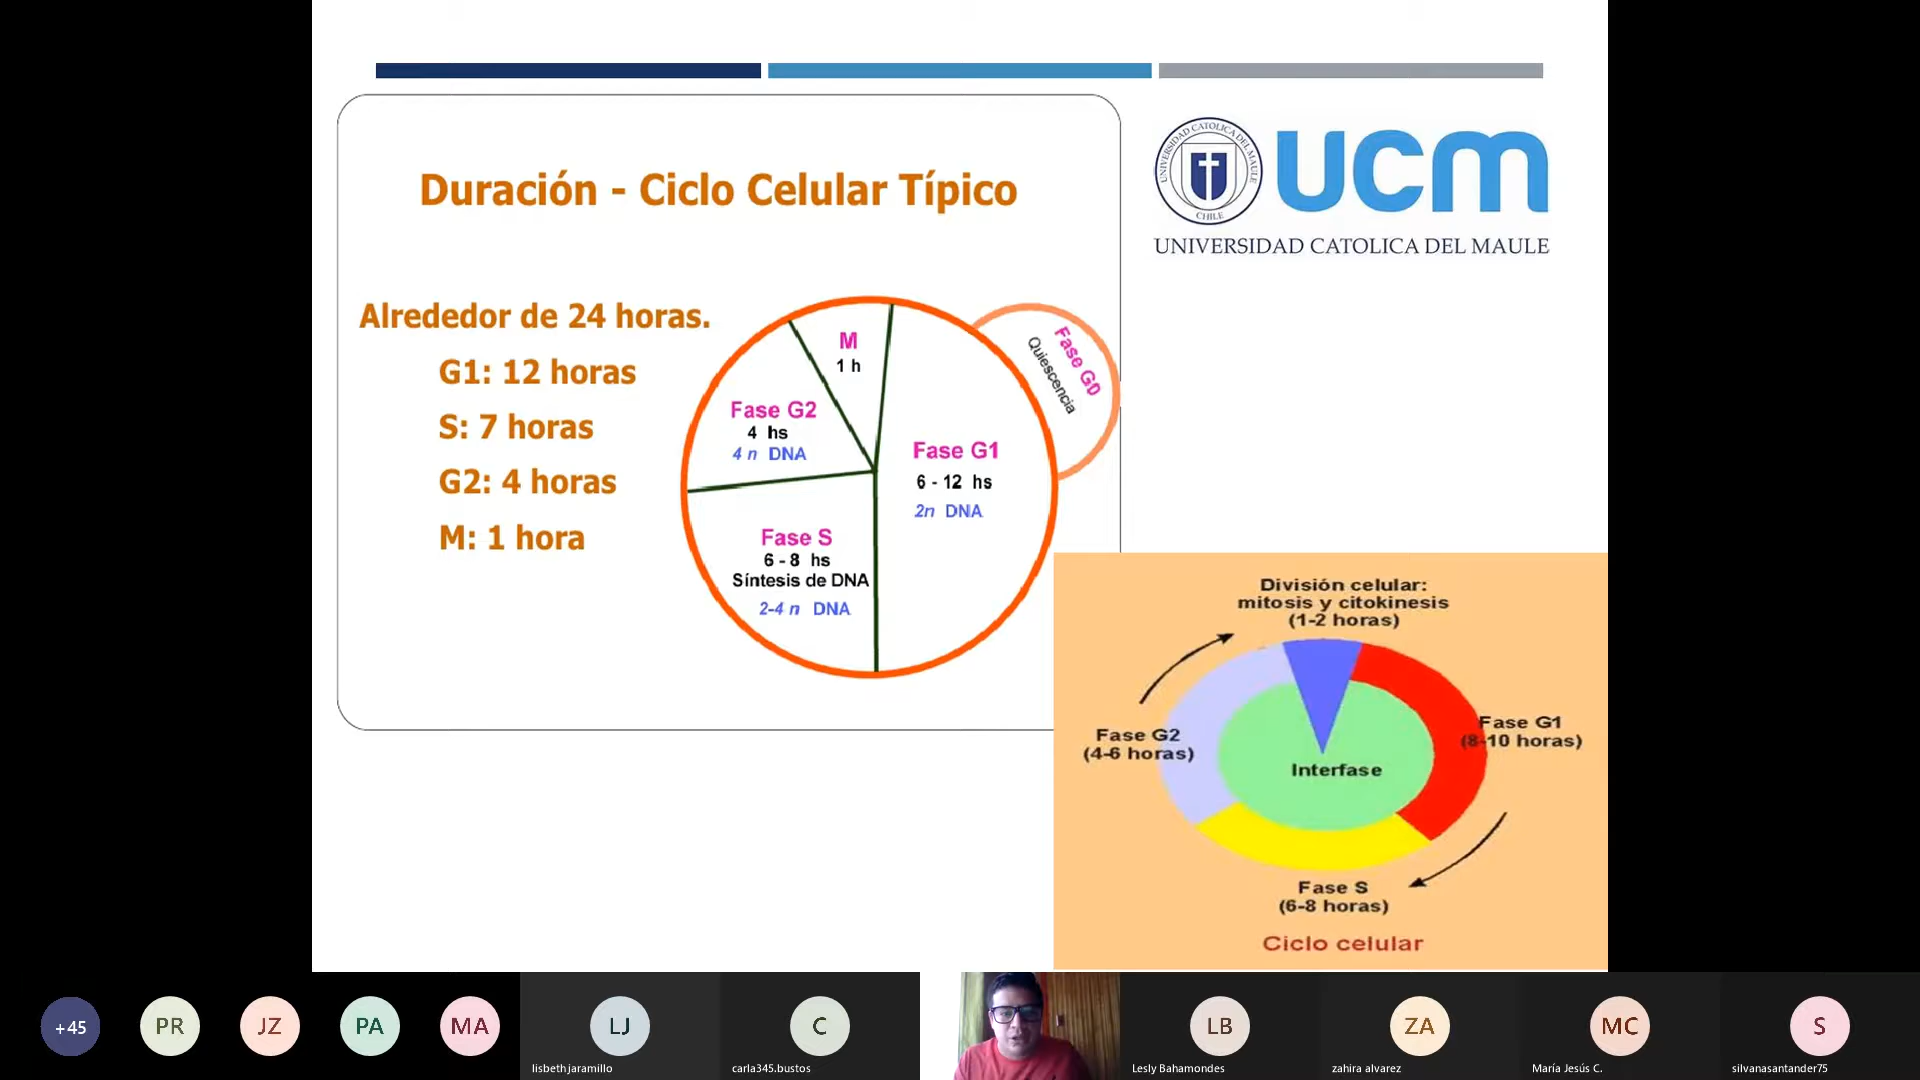 UNIVERSIDAD CATOLICA DEL MAULE
CHILE
ucm
UNIVERSIDAD CATOLICA DEL MAULE
Duración - Ciclo Celular Típico
Alrededor de 24 horas.
G1: 12 horas
S: 7 horas
G2: 4 horas
M: 1 hora
M
1 h
Fase G2
4 hs
4 n DNA
Fase G1
6 - 12 hs
2n DNA
Fase S
6 - 8 hs
Síntesis de DNA
2-4 n DNA
Fase G0
Quiescencia
División celular:
mitosis y citokinesis
(1-2 horas)
Fase G2
(4-6 horas)
Fase G1
(8-10 horas)
Interfase
Fase S
(6-8 horas)
Ciclo celular
+45
PR
JZ
PA
MA
LJ
lisbeth jaramillo
C
carla345.bustos
LB
Lesly Bahamondes
ZA
zahira alvarez
MC
María Jesús C.
S
silvanasantander75